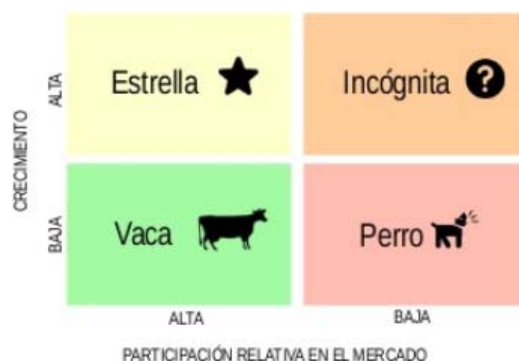 ALTA
Estrella
Incógnita
?
CRECIMIENTO
BAJA
Vaca
Perro
ALTA
BAJA
PARTICIPACIÓN RELATIVA EN EL MERCADO